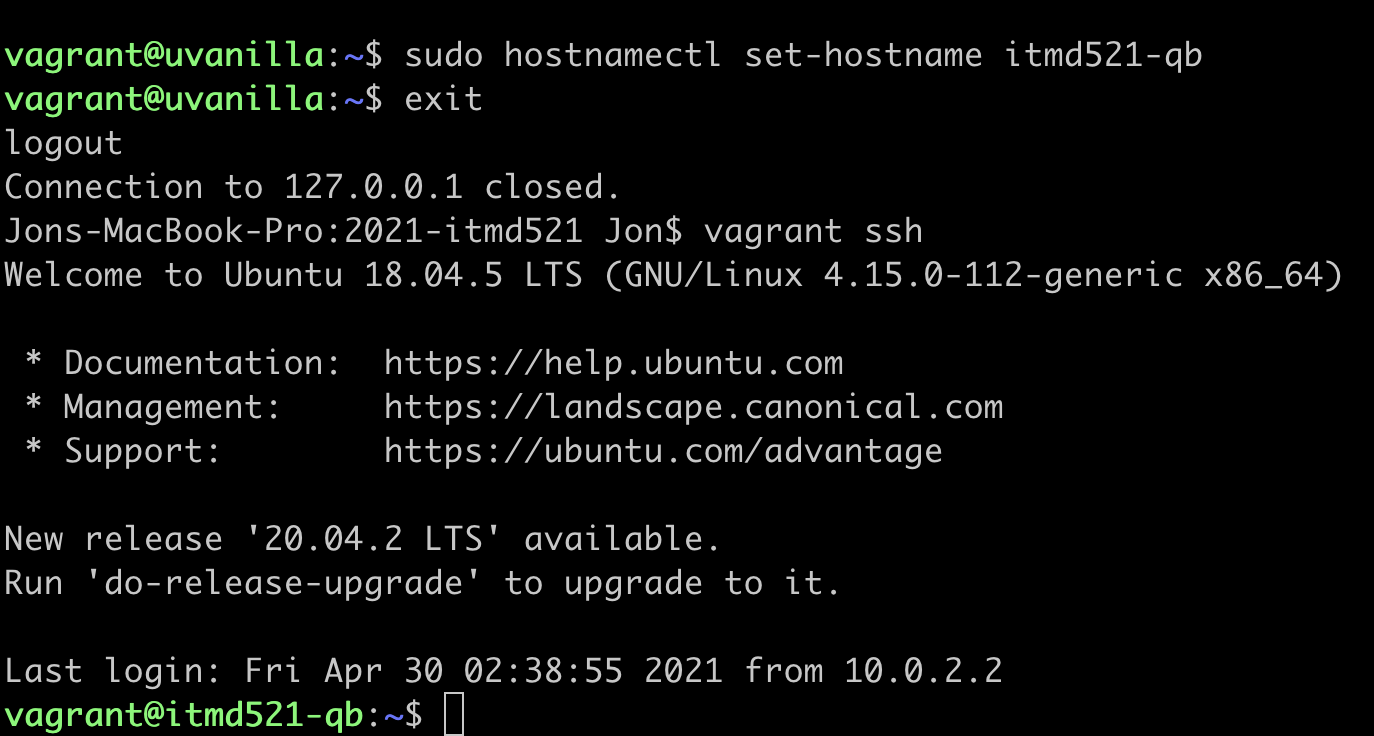 vagrant@uvanilla:~$ sudo hostnamectl set-hostname itmd521-qb
vagrant@uvanilla:~$ exit
logout
Connection to 127.0.0.1 closed.
Jons-MacBook-Pro:2021-itmd521 Jon$ vagrant ssh
Welcome to Ubuntu 18.04.5 LTS (GNU/Linux 4.15.0-112-generic x86_64)
 * Documentation:  https://help.ubuntu.com
 * Management:     https://landscape.canonical.com
 * Support:        https://ubuntu.com/advantage
New release '20.04.2 LTS' available.
Run 'do-release-upgrade' to upgrade to it.
Last login: Fri Apr 30 02:38:55 2021 from 10.0.2.2
vagrant@itmd521-qb:~$